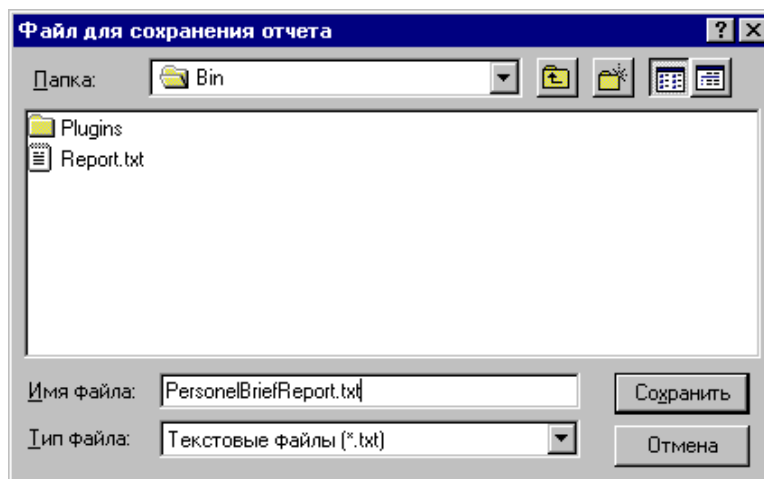 Файл для сохранения отчета
Папка: Bin
Plugins
Report.txt
Имя файла: PersonelBriefReport.txt Сохранить
Тип файла: Текстовые файлы (*.txt) Отмена